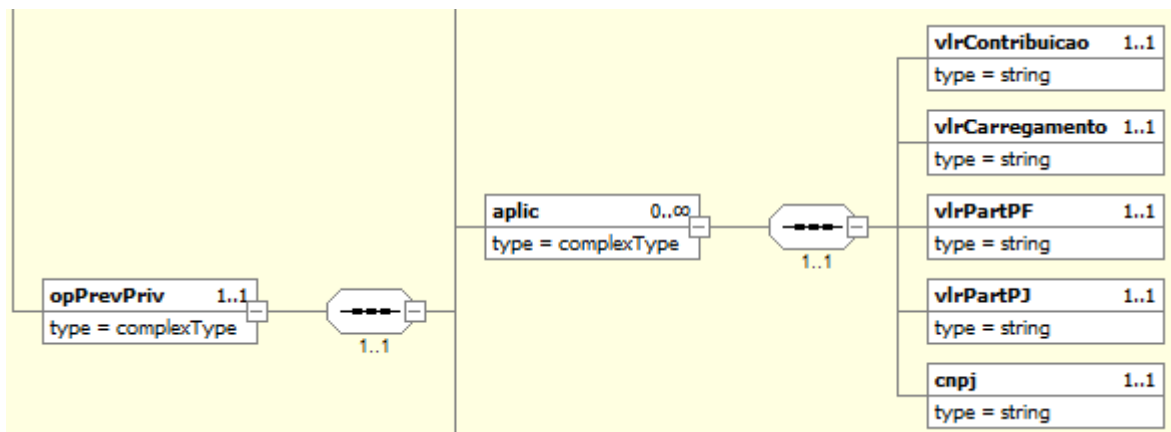 opPrevPriv 1..1
type = complexType
1..1
aplic 0..∞
type = complexType
1..1
vlrContribuicao 1..1
type = string
vlrCarregamento 1..1
type = string
vlrPartPF 1..1
type = string
vlrPartPJ 1..1
type = string
cnpj 1..1
type = string